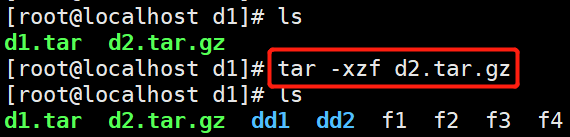 [root@localhost d1]# ls
d1.tar  d2.tar.gz
[root@localhost d1]# tar -xzf d2.tar.gz
[root@localhost d1]# ls
d1.tar  d2.tar.gz  dd1  dd2  f1  f2  f3  f4